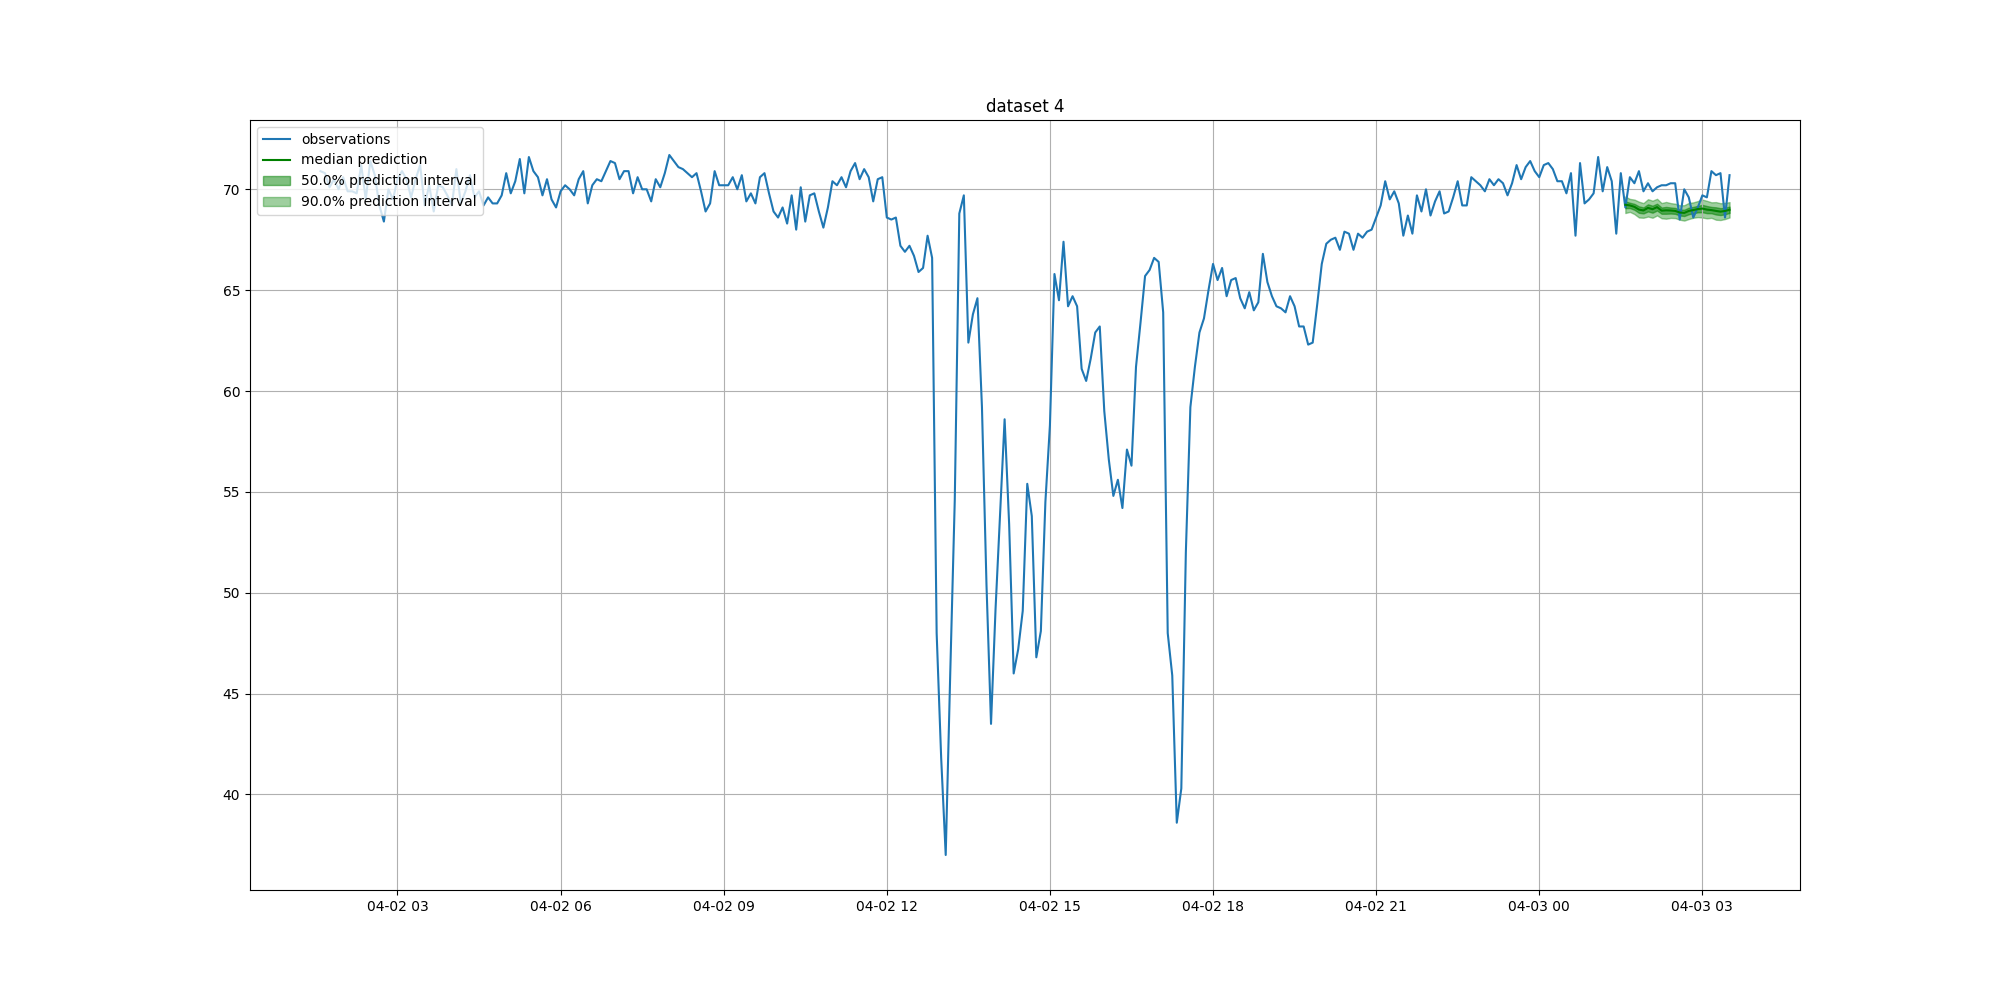 dataset 4
observations
median prediction
50.0% prediction interval
90.0% prediction interval
70
65
60
55
50
45
40
04-02 03 04-02 06 04-02 09 04-02 12 04-02 15 04-02 18 04-02 21 04-03 00 04-03 03